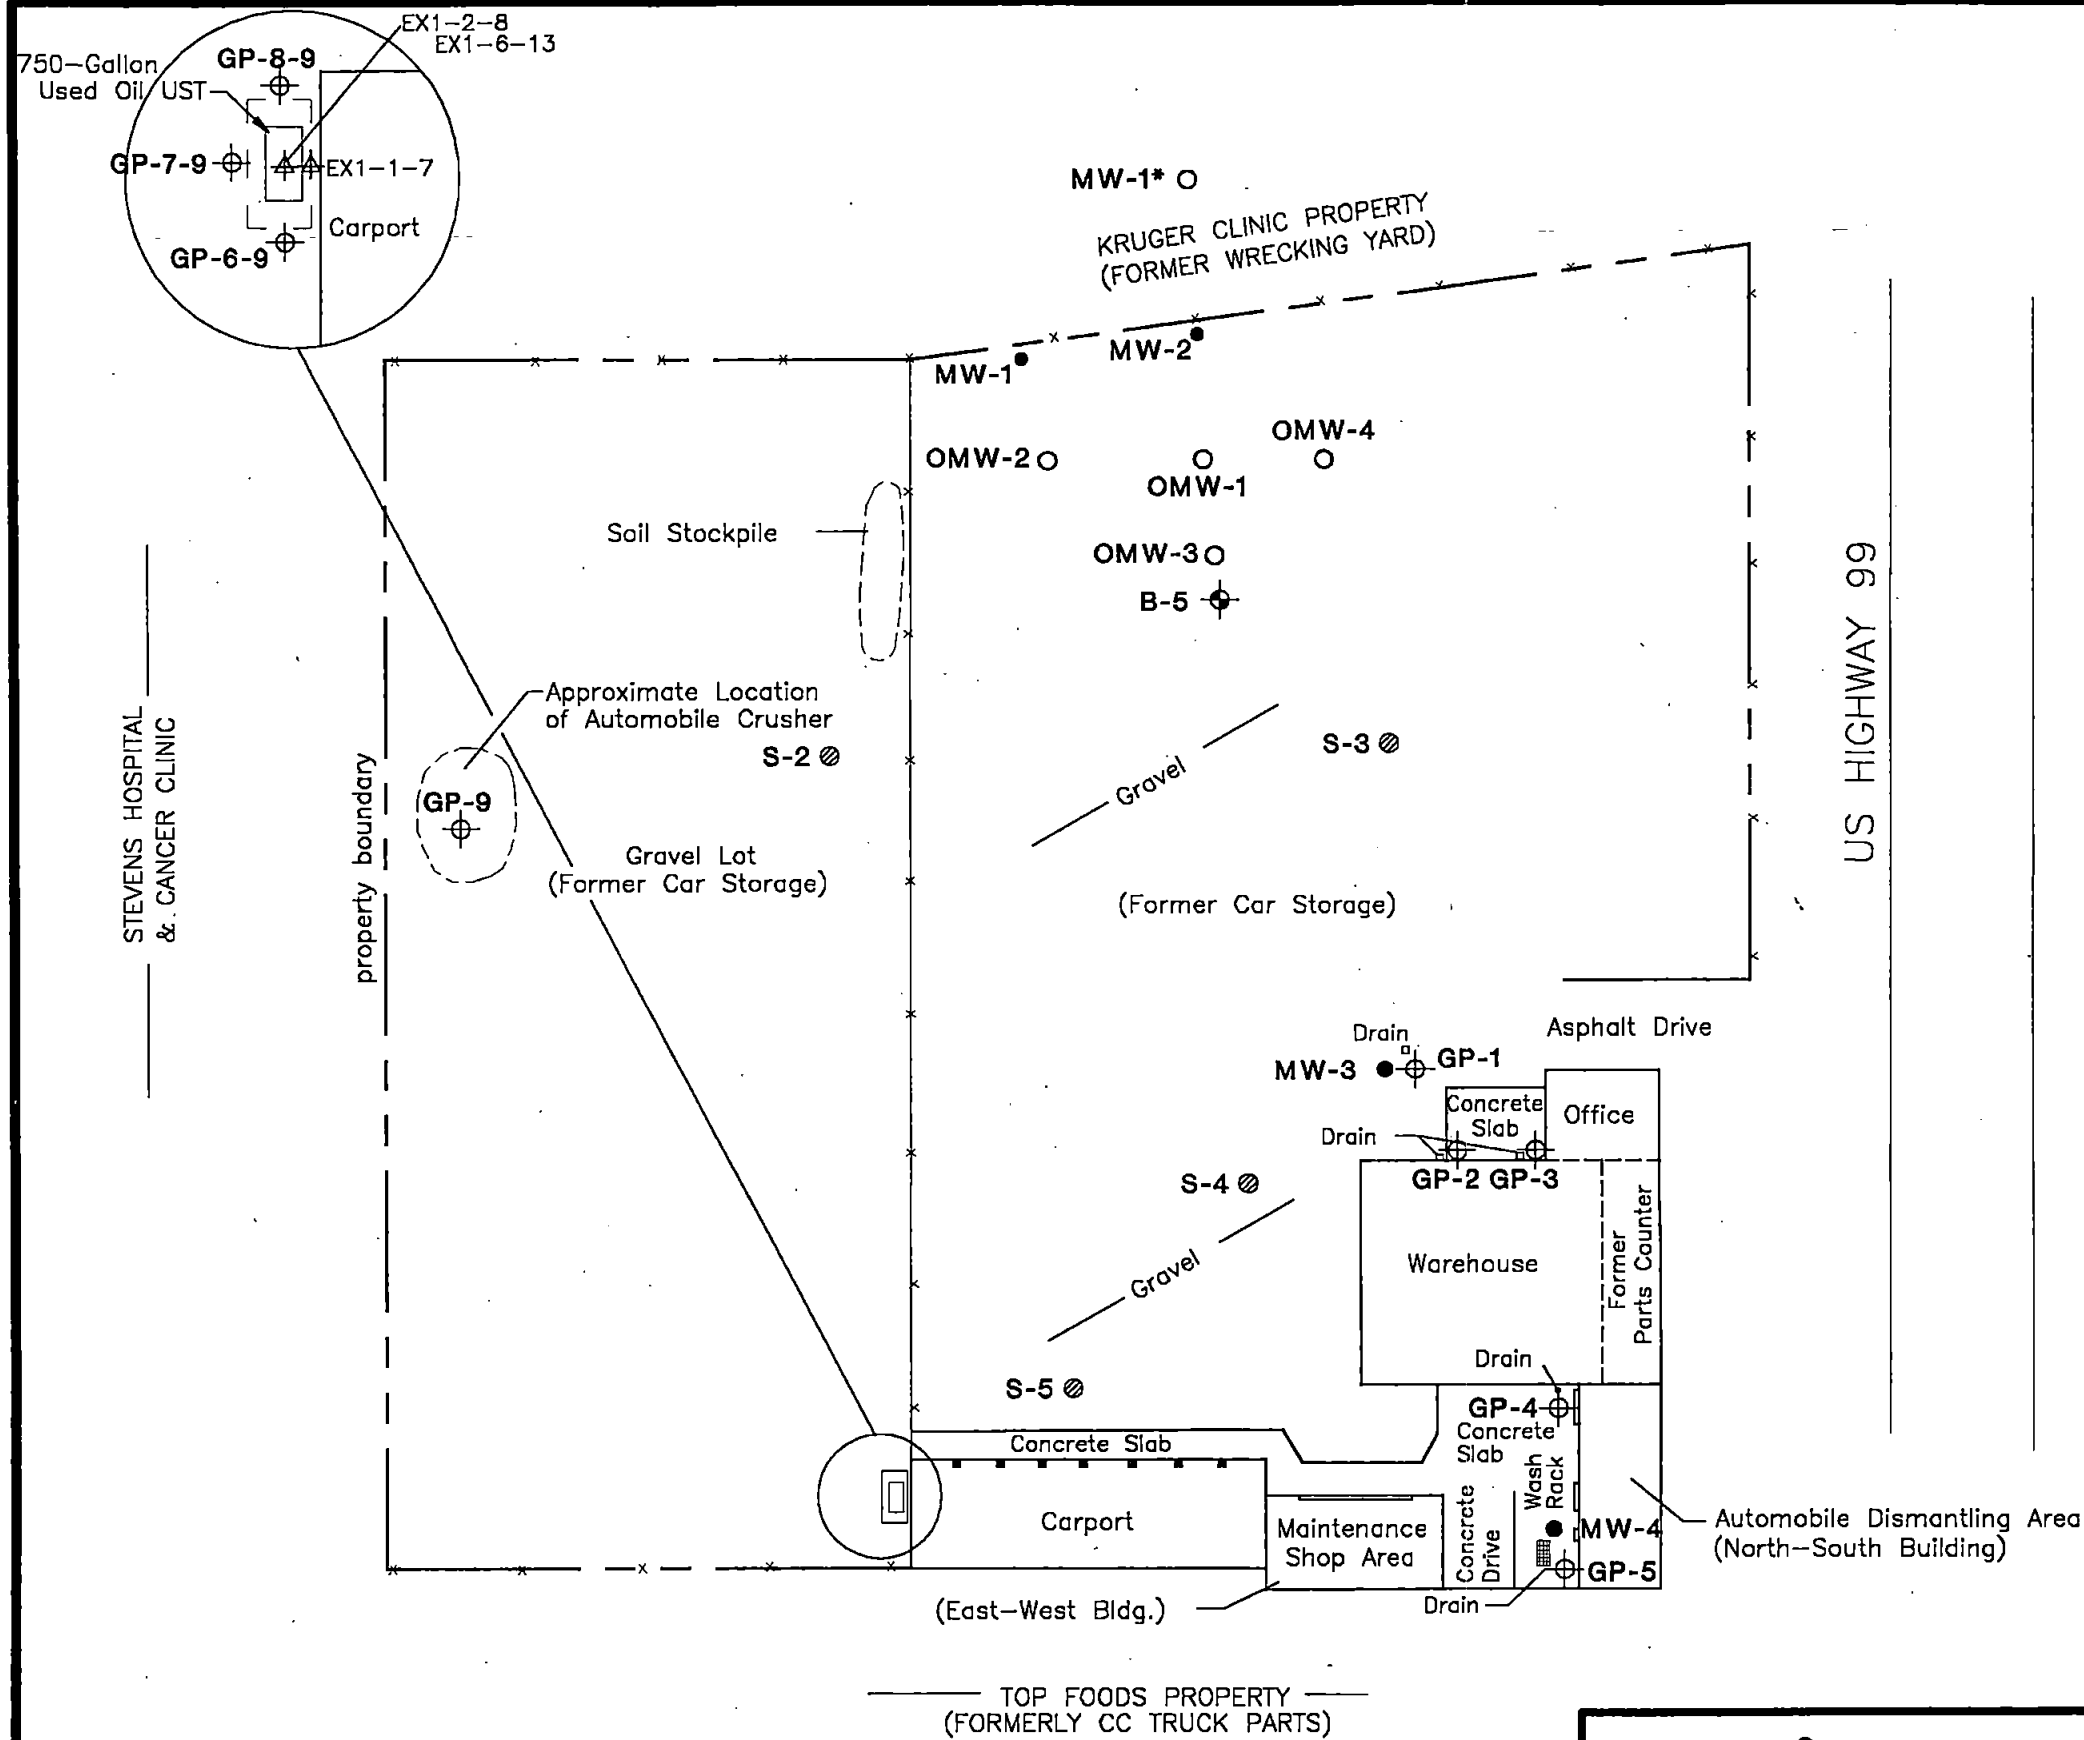 EX1-2-8
EX1-6-13
750-Gallon
Used Oil UST
GP-8-9
GP-7-9
EX1-1-7
Carport
GP-6-9
MW-1*
KRUGER CLINIC PROPERTY
(FORMER WRECKING YARD)
MW-1
MW-2
OMW-2
OMW-1
OMW-4
Soil Stockpile
OMW-3
B-5
Approximate Location
of Automobile Crusher
S-2
S-3
Gravel
GP-9
Gravel Lot
(Former Car Storage)
(Former Car Storage)
property boundary
STEVENS HOSPITAL
& CANCER CLINIC
US HIGHWAY 99
Asphalt Drive
Drain
MW-3
GP-1
Concrete
Slab
Office
Drain
GP-2
GP-3
S-4
Warehouse
Former
Parts Counter
Gravel
Drain
S-5
GP-4
Concrete
Slab
Concrete Slab
Wash
Rack
Carport
Maintenance
Shop Area
Concrete
Drive
MW-4
GP-5
Automobile Dismantling Area
(North-South Building)
(East-West Bldg.)
Drain
TOP FOODS PROPERTY
(FORMERLY CC TRUCK PARTS)